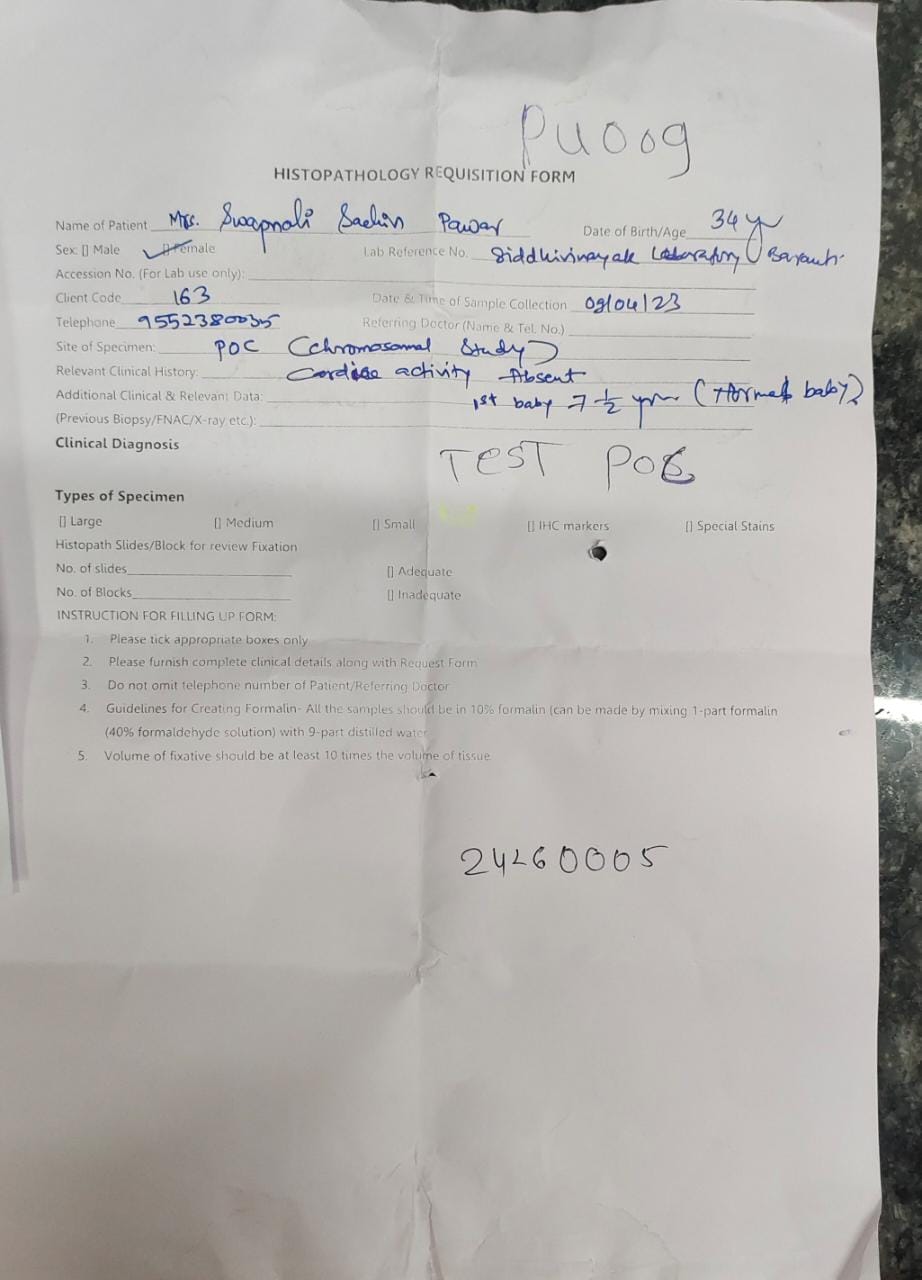 PU009
HISTOPATHOLOGY REQUISITION FORM
Name of Patient Mrs. Swapnali Sachin Pawar Date of Birth/Age 34 yr
Sex: [] Male [] Female Lab Reference No. Siddhivinayak Laboratory
Accession No. (For Lab use only):
Client Code 163 Date & Time of Sample Collection 09/04/23
Telephone 9552380035 Referring Doctor (Name & Tel. No.)
Site of Specimen: POC (chromosomal Study)
Relevant Clinical History: Cardiac activity Absent
Additional Clinical & Relevant Data: 1st baby 7 1/2 yr (Normal baby)
(Previous Biopsy/FNAC/X-ray etc.):
Clinical Diagnosis
TEST POC
Types of Specimen
[] Large [] Medium [] Small [] IHC markers [] Special Stains
Histopath Slides/Block for review Fixation
No. of slides [] Adequate
No. of Blocks [] Inadequate
INSTRUCTION FOR FILLING UP FORM:
1. Please tick appropriate boxes only
2. Please furnish complete clinical details along with Request Form
3. Do not omit telephone number of Patient/Referring Doctor
4. Guidelines for Creating Formalin- All the samples should be in 10% formalin (can be made by mixing 1-part formalin
(40% formaldehyde solution) with 9-part distilled water
5. Volume of fixative should be at least 10 times the volume of tissue
24260005